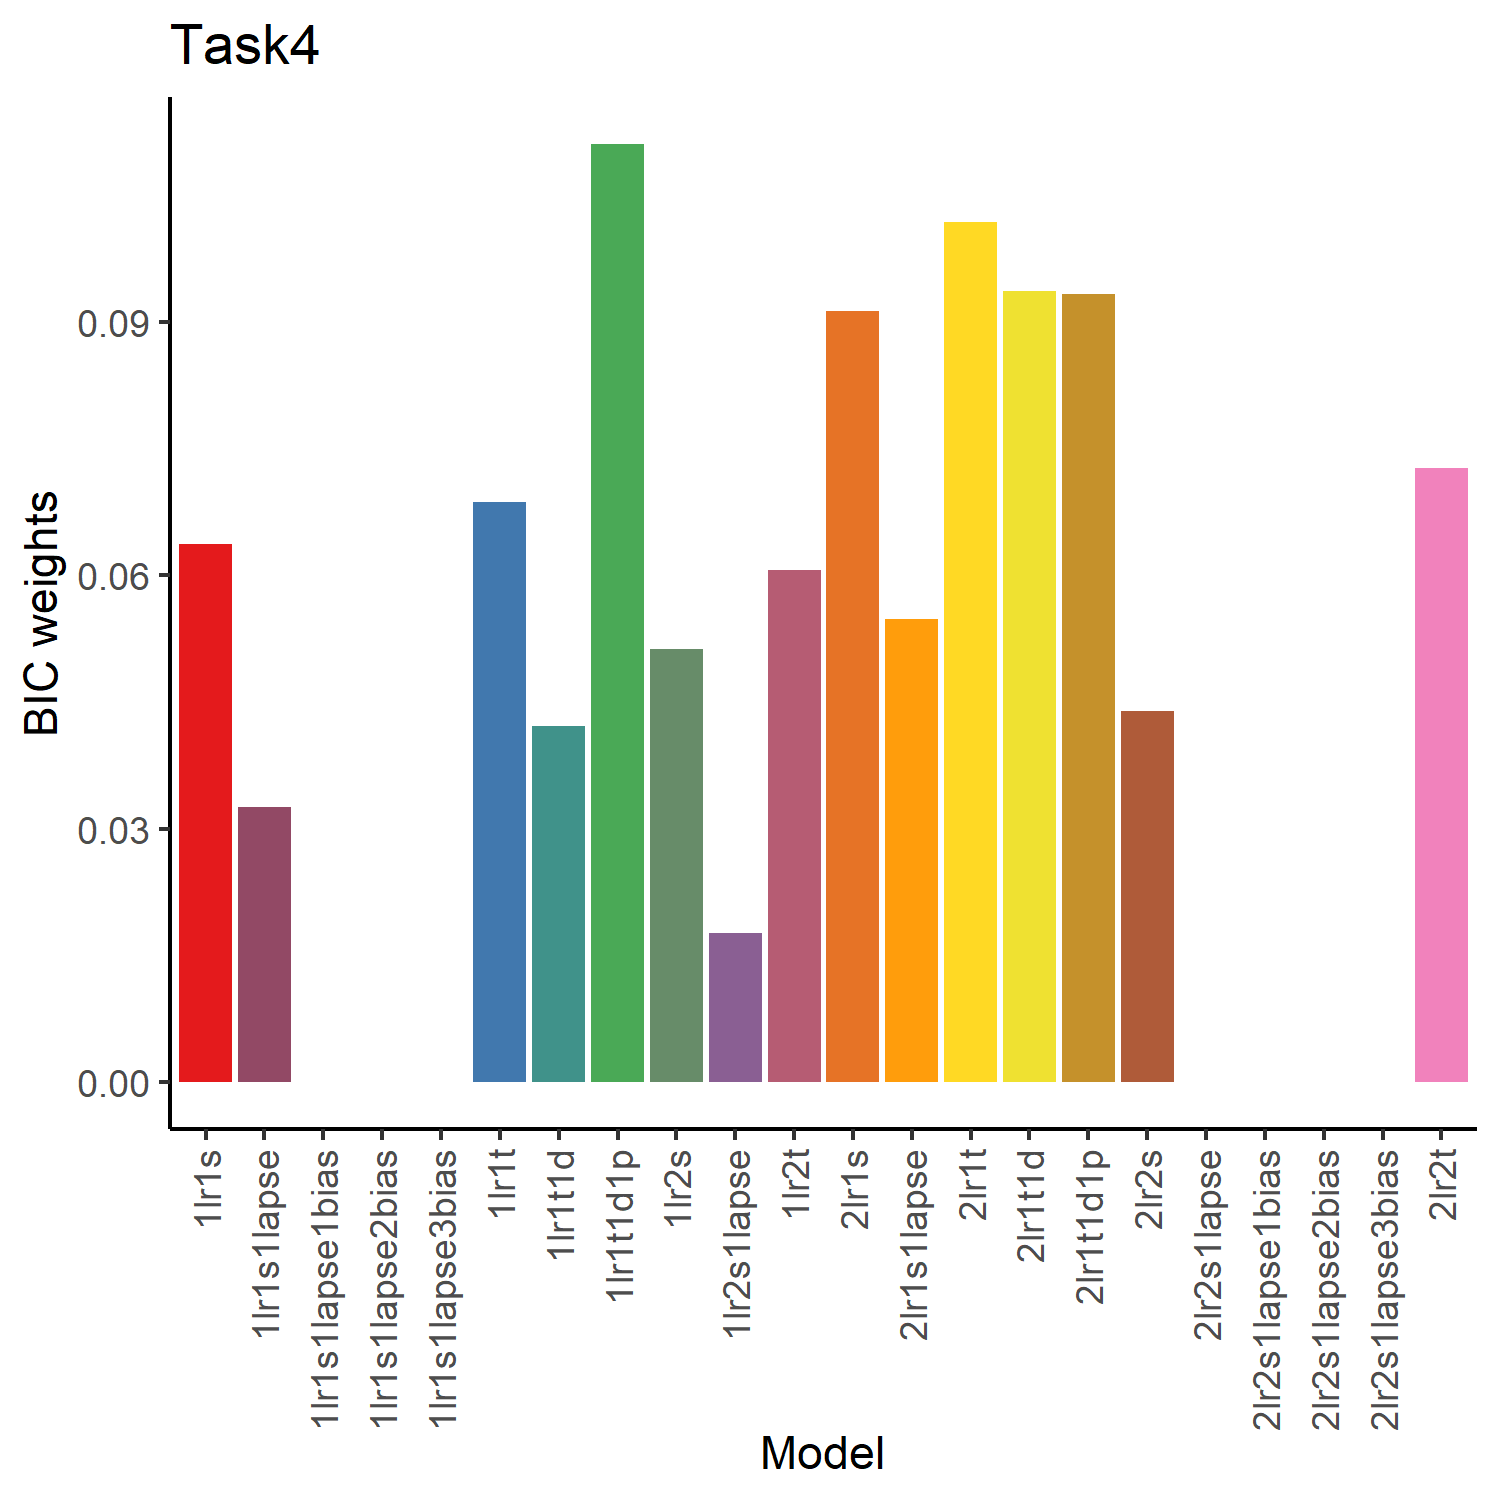 Task4
BIC weights
0.09
0.06
0.03
0.00
1lr1s
1lr1s1lapse
1lr1s1lapse1bias
1lr1s1lapse2bias
1lr1s1lapse3bias
1lr1t
1lr1t1d
1lr1t1d1p
1lr2s
1lr2s1lapse
1lr2t
2lr1s
2lr1s1lapse
2lr1t
2lr1t1d
2lr1t1d1p
2lr2s
2lr2s1lapse
2lr2s1lapse1bias
2lr2s1lapse2bias
2lr2s1lapse3bias
2lr2t
Model